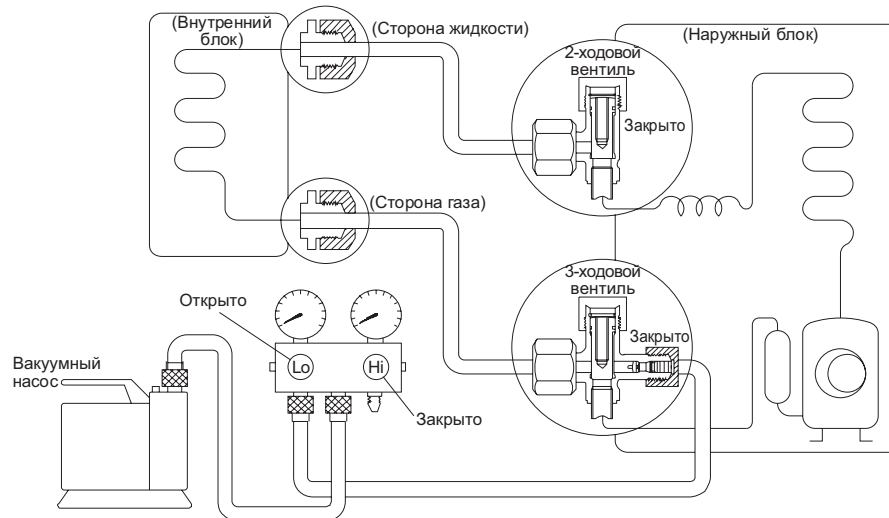 (Внутренний
блок)
(Сторона жидкости)
2-ходовой
вентиль
(Наружный блок)
Закрыто
(Сторона газа)
3-ходовой
вентиль
Закрыто
Открыто
Вакуумный
насос
Lo
Hi
Закрыто